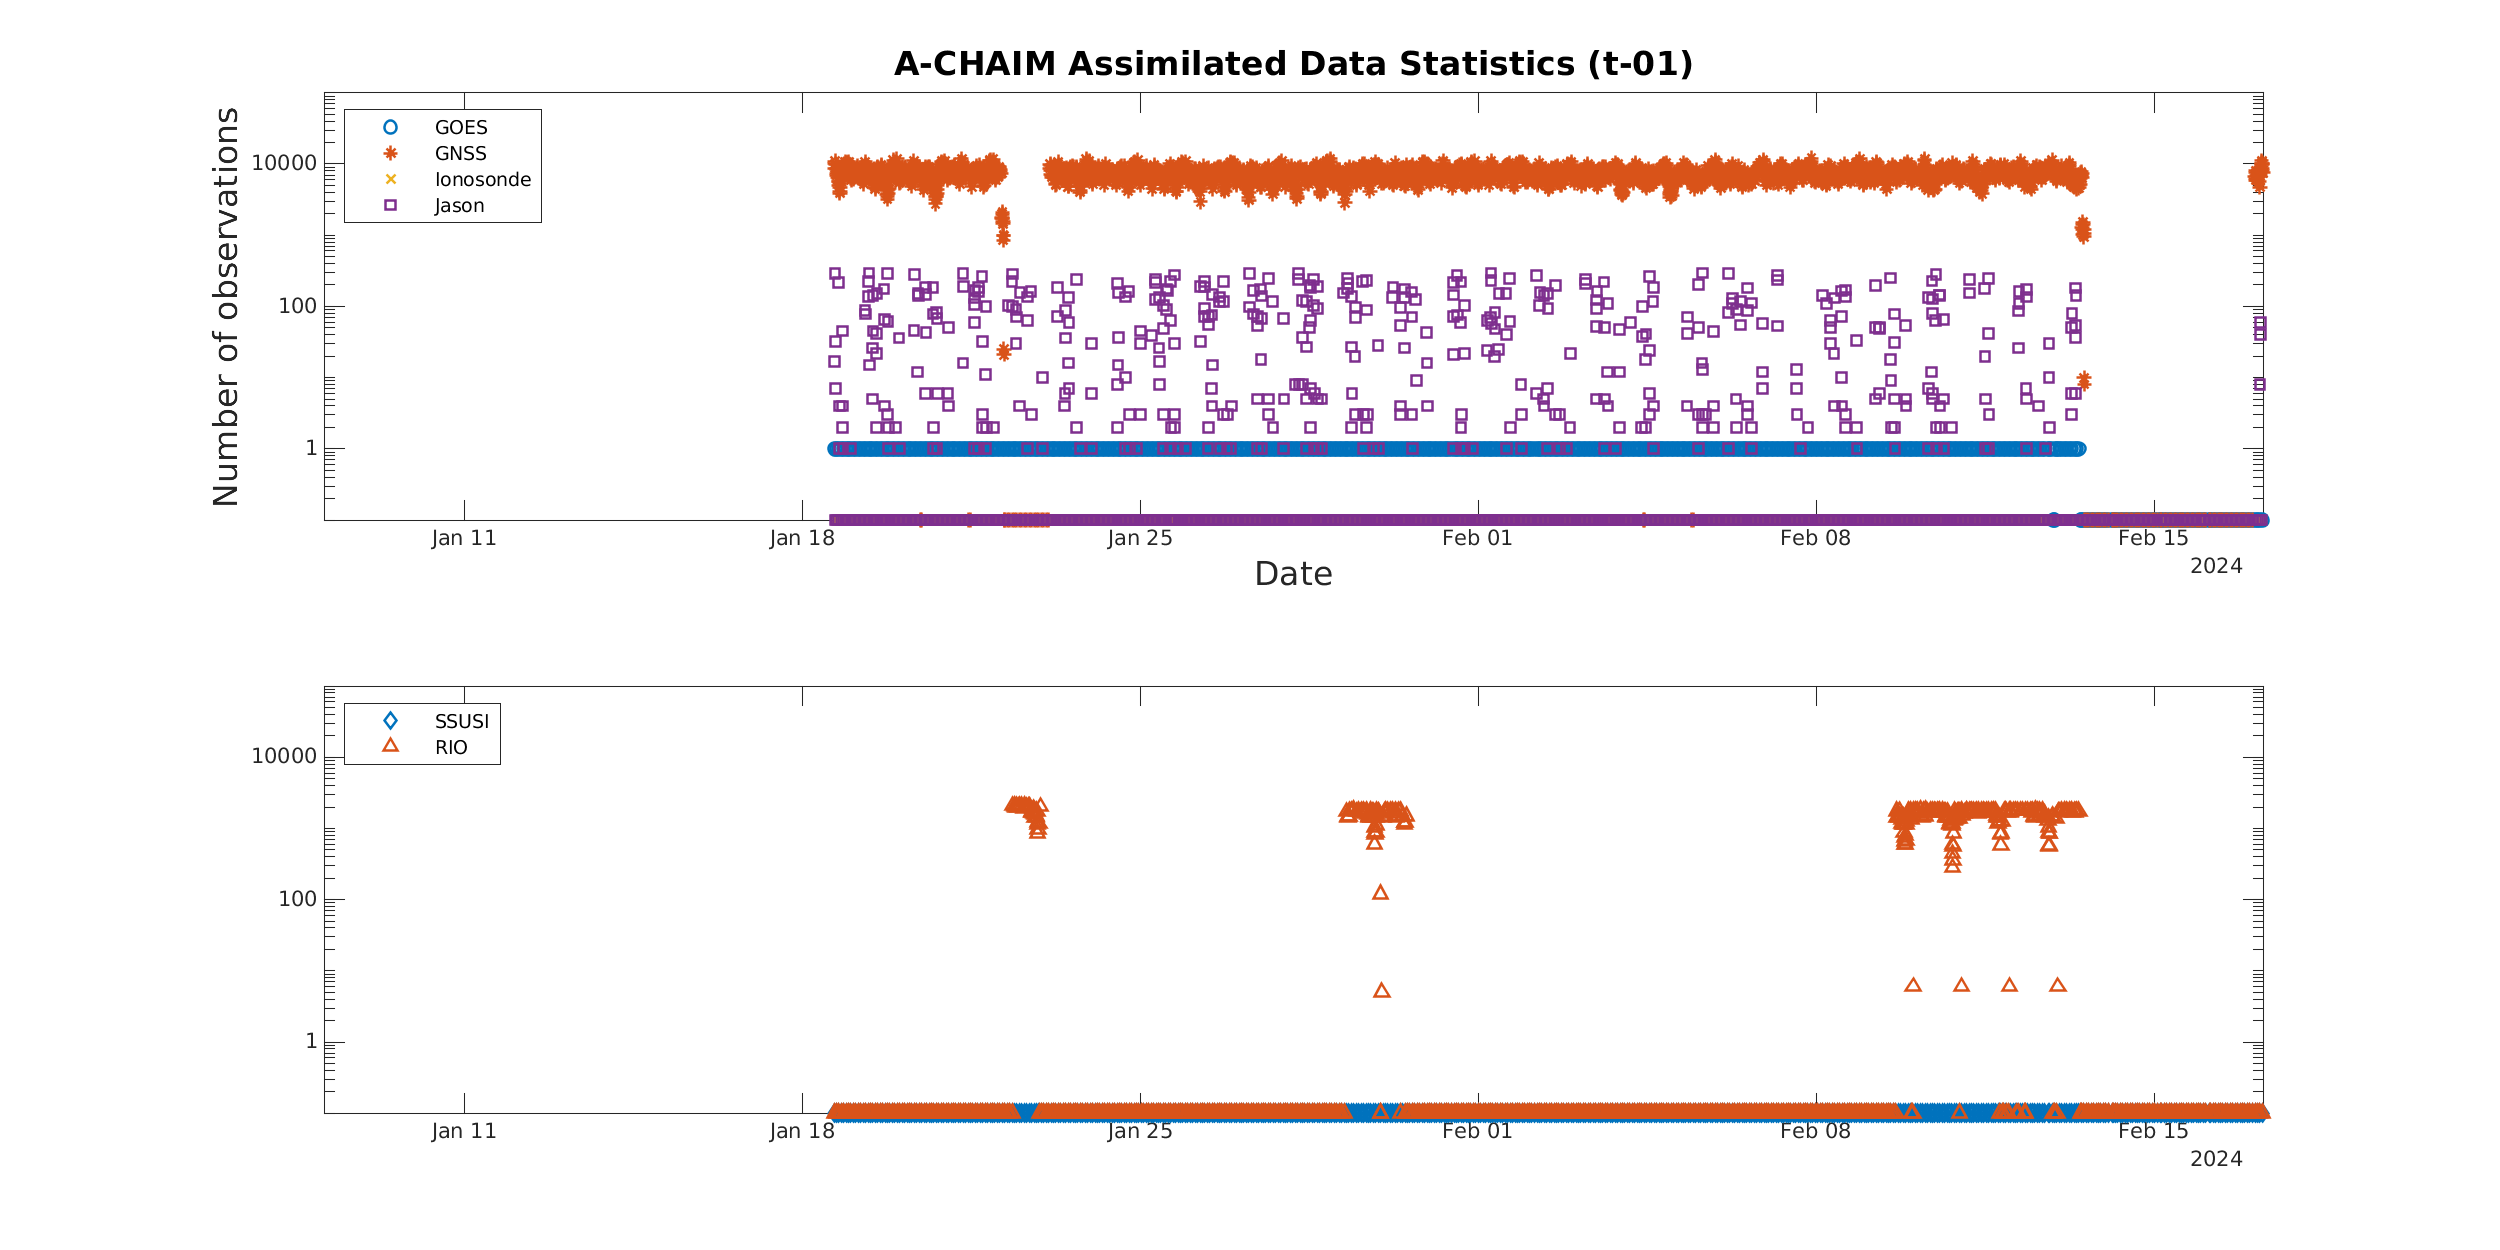 A-CHAIM Assimilated Data Statistics (t-01)
Number of observations
GOES
GNSS
Ionosonde
Jason
10000
100
1
Jan 11 Jan 18 Jan 25 Feb 01 Feb 08 Feb 15
2024
Date
SSUSI
RIO
10000
100
1
Jan 11 Jan 18 Jan 25 Feb 01 Feb 08 Feb 15
2024